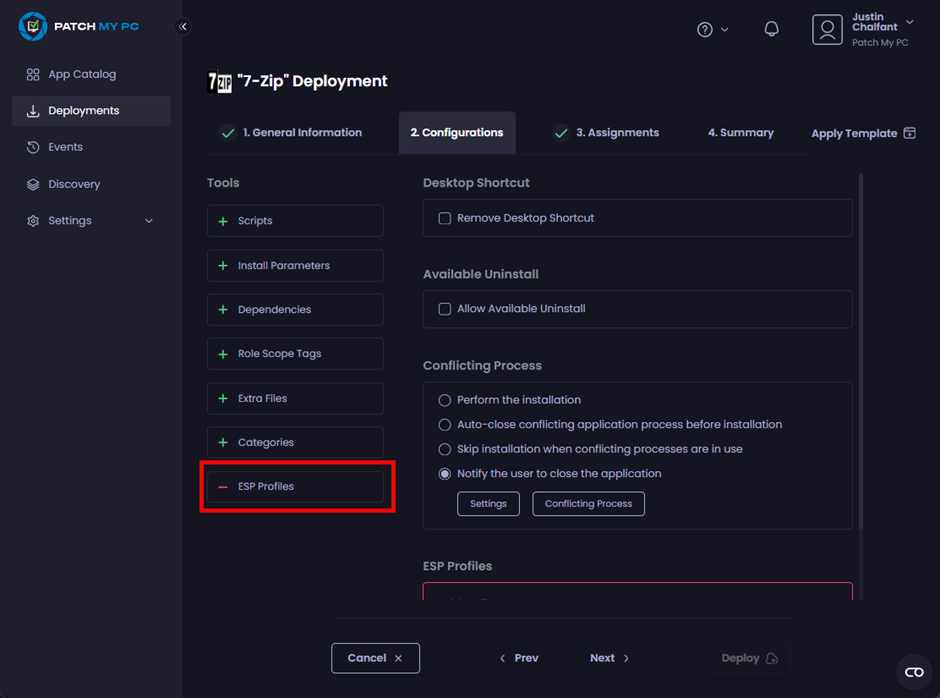 PATCH MY PC
Justin
Chalfant
Patch My PC
App Catalog
Deployments
Events
Discovery
Settings
7ZIP "7-Zip" Deployment
1. General Information
2. Configurations
3. Assignments
4. Summary
Apply Template
Tools
Scripts
Install Parameters
Dependencies
Role Scope Tags
Extra Files
Categories
ESP Profiles
Desktop Shortcut
Remove Desktop Shortcut
Available Uninstall
Allow Available Uninstall
Conflicting Process
Perform the installation
Auto-close conflicting application process before installation
Skip installation when conflicting processes are in use
Notify the user to close the application
Settings
Conflicting Process
ESP Profiles
Cancel
Prev
Next
Deploy